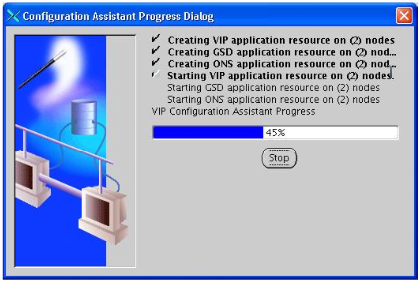 Configuration Assistant Progress Dialog
Creating VIP application resource on (2) nodes
Creating GSD application resource on (2) nod...
Creating ONS application resource on (2) nod...
Starting VIP application resource on (2) nodes.
Starting GSD application resource on (2) nodes
Starting ONS application resource on (2) nodes
VIP Configuration Assistant Progress
45%
Stop